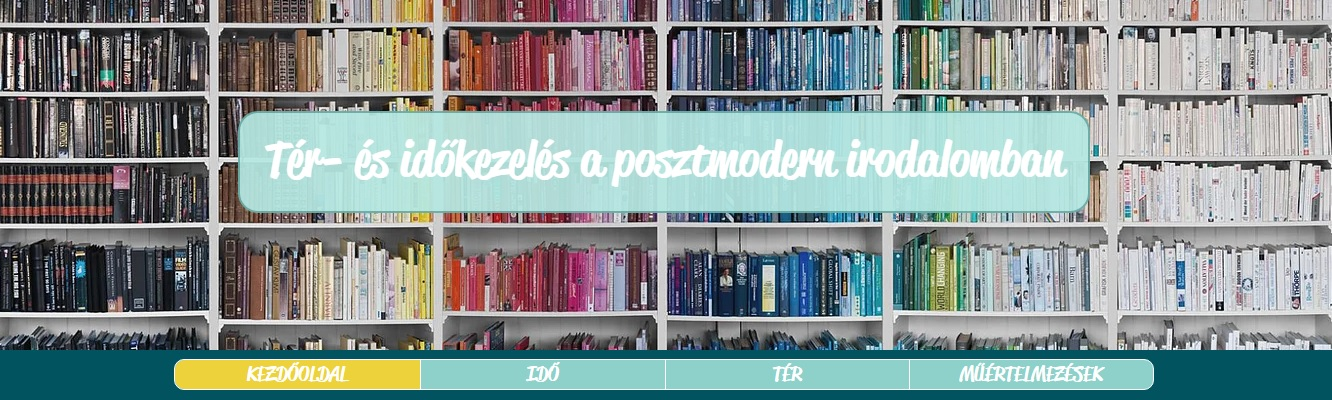 Tér- és időkezelés a posztmodern irodalomban
KEZDŐOLDAL IDŐ TÉR MŰÉRTELMEZÉSEK